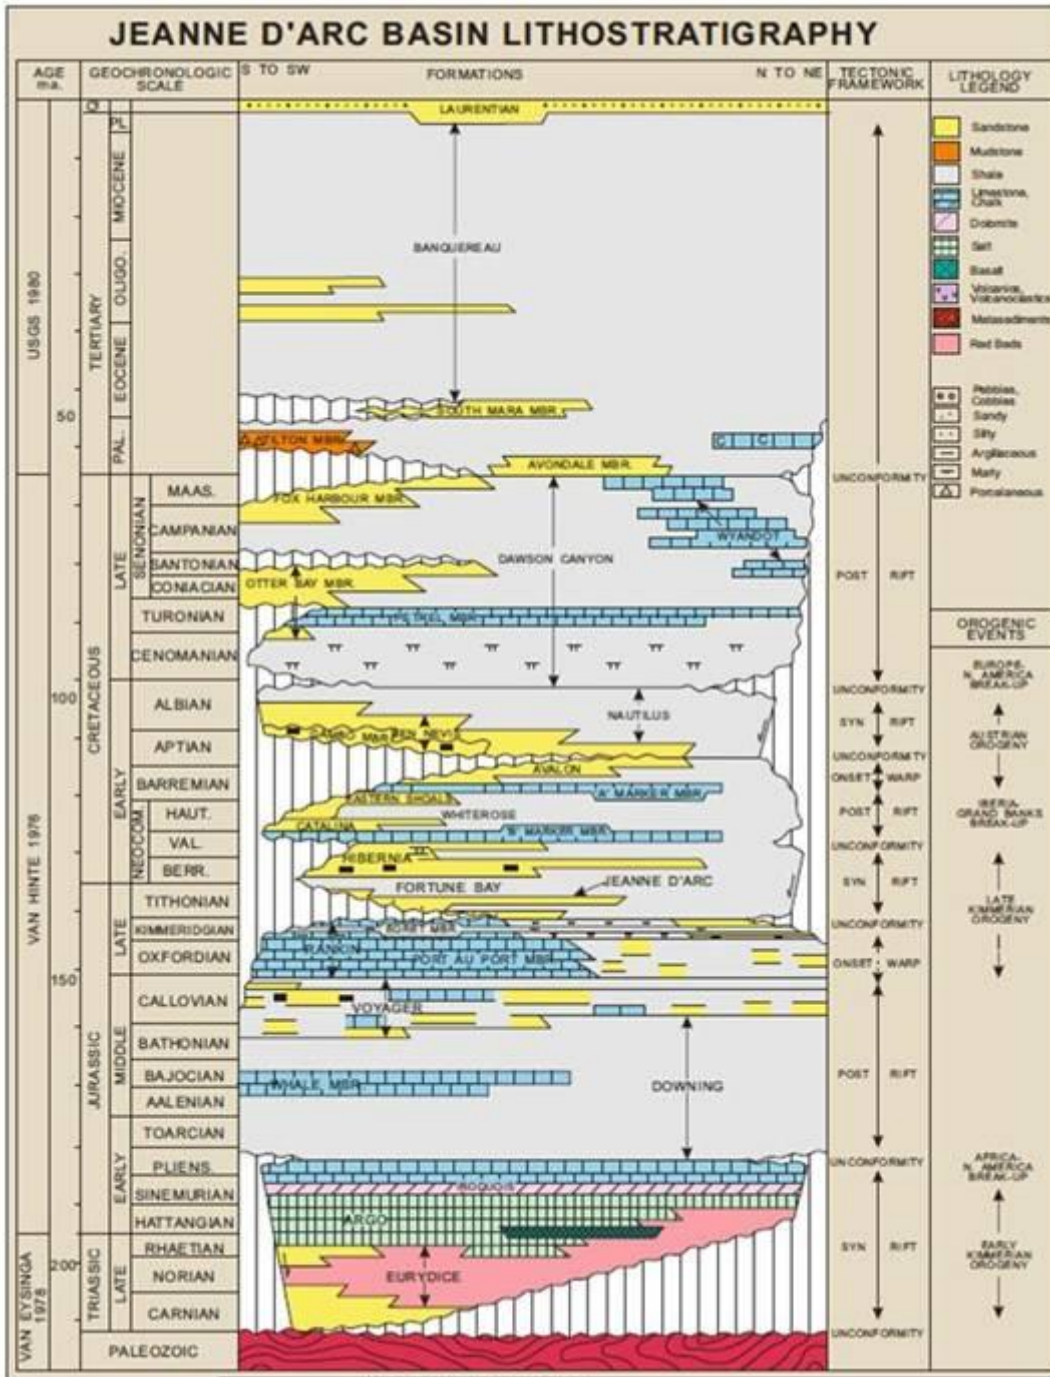 JEANNE D'ARC BASIN LITHOSTRATIGRAPHY
AGE
ma.
GEOCHRONOLOGIC
SCALE
S TO SW
FORMATIONS
N TO NE
TECTONIC
FRAMEWORK
LITHOLOGY
LEGEND
USGS 1980
VAN HINTE 1976
VAN EYSINGA
1978
50
100
150
200
TERTIARY
CRETACEOUS
JURASSIC
TRIASSIC
Q
PL
MIOCENE
OLIGO.
EOCENE
PAL.
LATE
SENONIAN
MAAS.
CAMPANIAN
SANTONIAN
CONIACIAN
TURONIAN
CENOMANIAN
EARLY
ALBIAN
APTIAN
BARREMIAN
NEOCOM.
HAUT.
VAL.
BERR.
LATE
TITHONIAN
KIMMERIDGIAN
OXFORDIAN
MIDDLE
CALLOVIAN
BATHONIAN
BAJOCIAN
AALENIAN
EARLY
TOARCIAN
PLIENS.
SINEMURIAN
HATTANGIAN
LATE
RHAETIAN
NORIAN
CARNIAN
PALEOZOIC
LAURENTIAN
BANQUEREAU
SOUTH MARA MBR.
TILTON MBR.
C C
AVONDALE MBR.
FOX HARBOUR MBR.
WYANDOT
DAWSON CANYON
OTTER BAY MBR.
PETREL MBR.
NAUTILUS
BEN NEVIS
AVALON
'A' MARKER MBR.
EASTERN SHOALS
WHITEROSE
CATALINA
'B' MARKER MBR.
HIBERNIA
FORTUNE BAY
JEANNE D'ARC
RANKIN
PORT AU PORT MBR.
VOYAGER
WHALE MBR.
DOWNING
IROQUOIS
ARGO
EURYDICE
UNCONFORMITY
POST RIFT
UNCONFORMITY
SYN RIFT
UNCONFORMITY
ONSET WARP
POST RIFT
UNCONFORMITY
SYN RIFT
UNCONFORMITY
ONSET WARP
POST RIFT
UNCONFORMITY
SYN RIFT
UNCONFORMITY
Sandstone
Mudstone
Shale
Limestone,
Chalk
Dolomite
Salt
Basalt
Volcanics,
Volcanoclastics
Metasediments
Red Beds
Pebbles,
Cobbles
Sandy
Silty
Argillaceous
Marly
Porcelaneous
OROGENIC
EVENTS
EUROPE-
N. AMERICA
BREAK-UP
AUSTRIAN
OROGENY
IBERIA-
GRAND BANKS
BREAK-UP
LATE
KIMMERIAN
OROGENY
AFRICA-
N. AMERICA
BREAK-UP
EARLY
KIMMERIAN
OROGENY